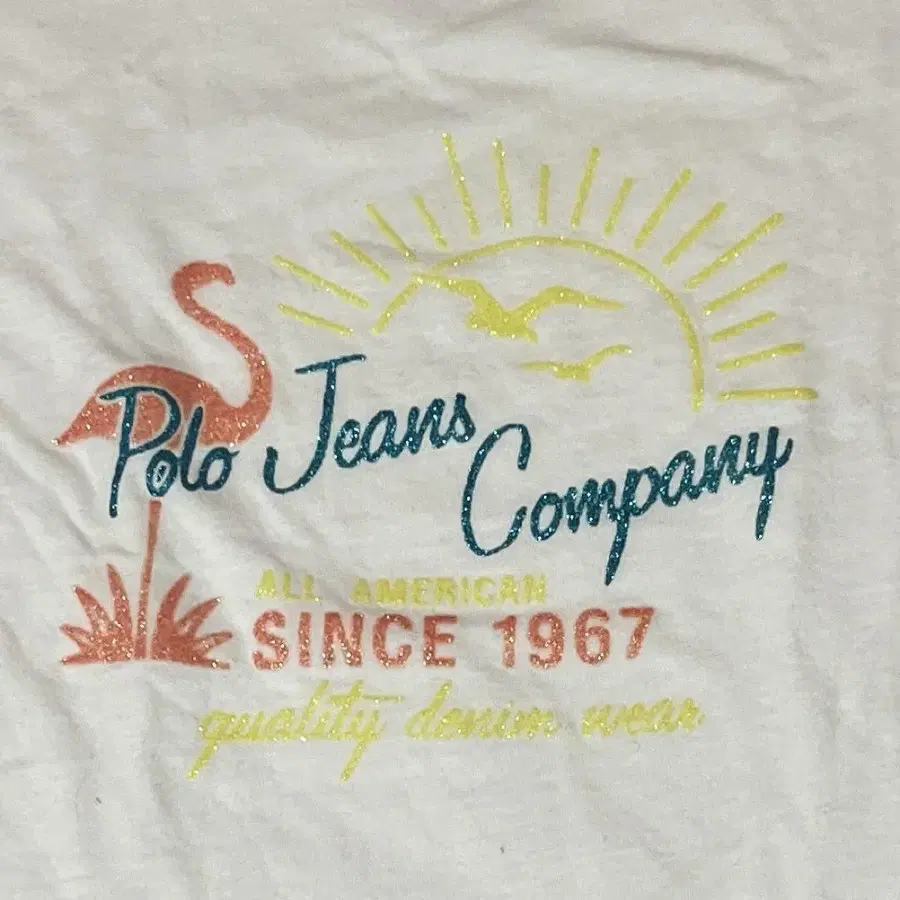 Polo Jeans
Company
ALL AMERICAN
SINCE 1967
quality denim wear